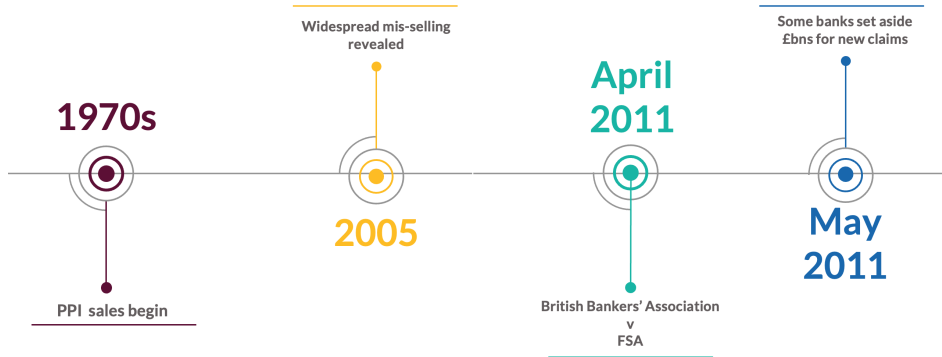 1970s
PPI sales begin
Widespread mis-selling
revealed
2005
April
2011
British Bankers' Association
v
FSA
Some banks set aside
£bns for new claims
May
2011